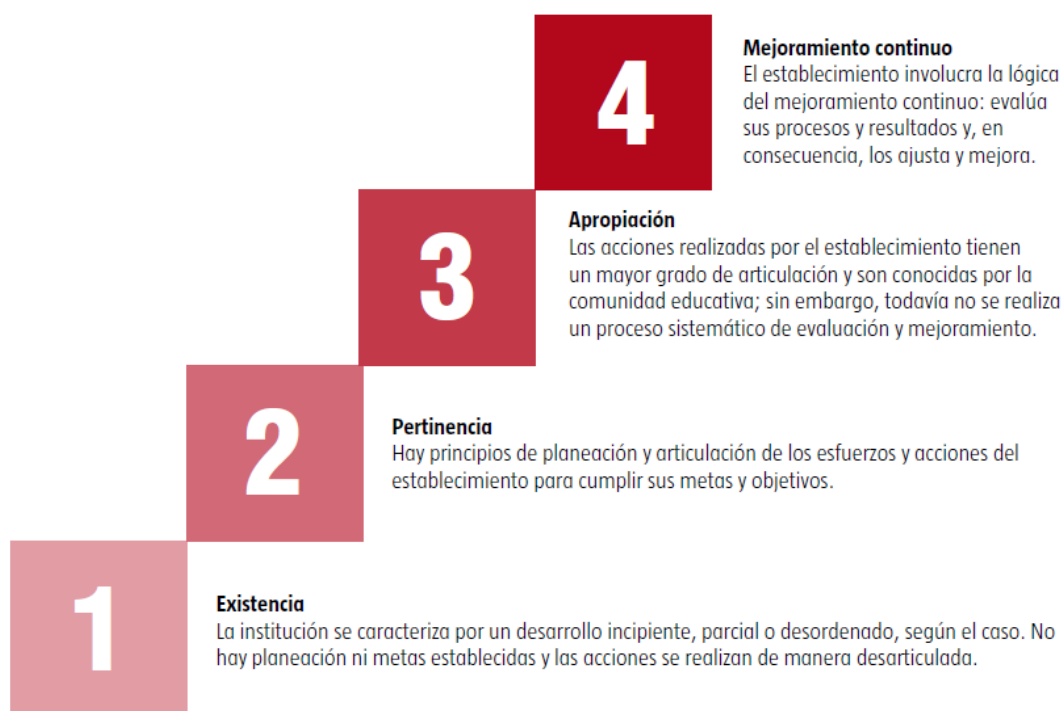 4
Mejoramiento continuo
El establecimiento involucra la lógica
del mejoramiento continuo: evalúa
sus procesos y resultados y, en
consecuencia, los ajusta y mejora.
3
Apropiación
Las acciones realizadas por el establecimiento tienen
un mayor grado de articulación y son conocidas por la
comunidad educativa; sin embargo, todavía no se realiza
un proceso sistemático de evaluación y mejoramiento.
2
Pertinencia
Hay principios de planeación y articulación de los esfuerzos y acciones del
establecimiento para cumplir sus metas y objetivos.
1
Existencia
La institución se caracteriza por un desarrollo incipiente, parcial o desordenado, según el caso. No
hay planeación ni metas establecidas y las acciones se realizan de manera desarticulada.